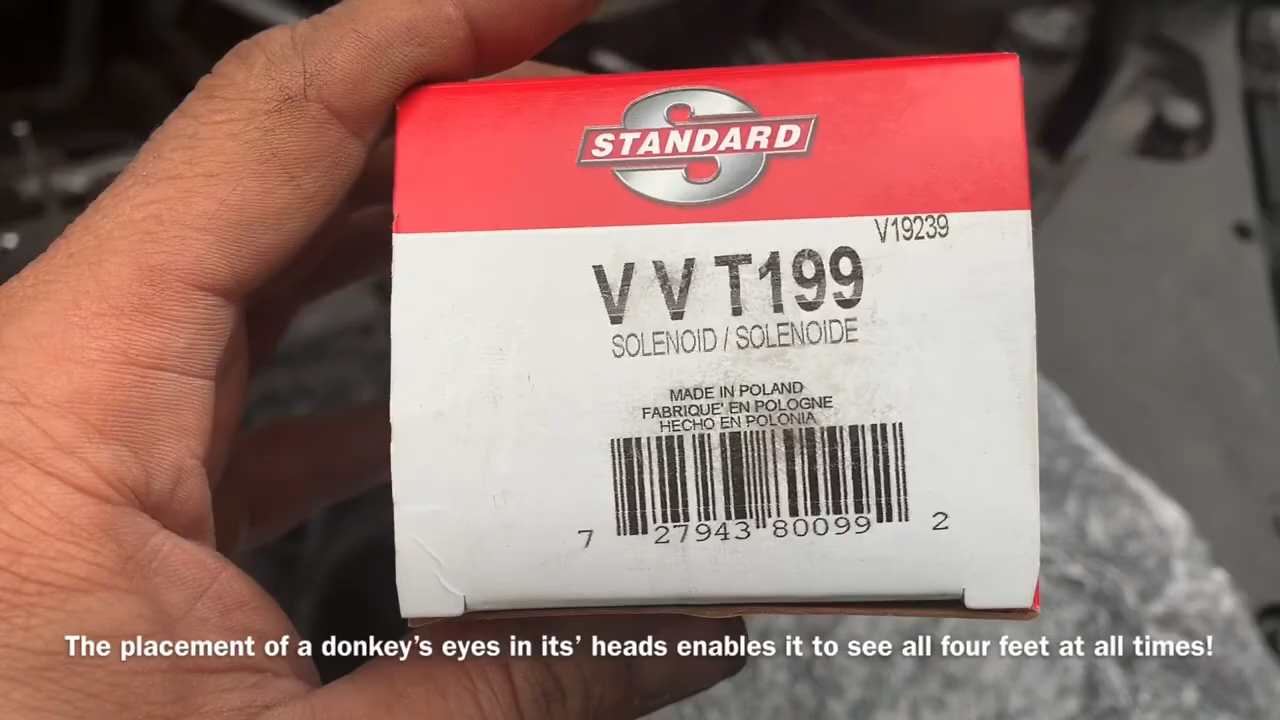 S
STANDARD
V19239
V V T199
SOLENOID / SOLENOIDE
MADE IN POLAND
FABRIQUE' EN POLOGNE
HECHO EN POLONIA
7 27943 80099 2
The placement of a donkey’s eyes in its’ heads enables it to see all four feet at all times!